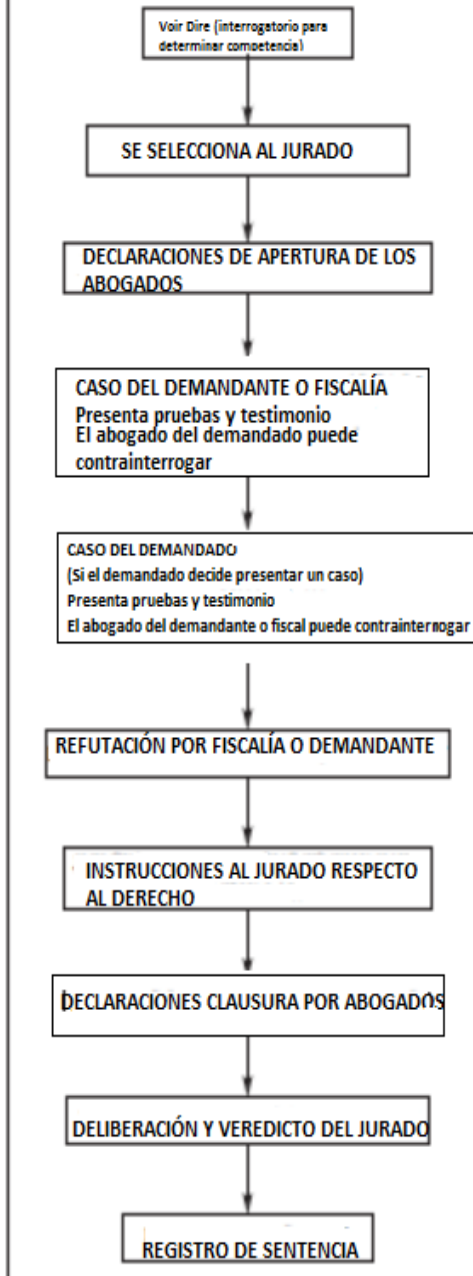 Voir Dire (interrogatorio para
determinar competencia)
SE SELECCIONA AL JURADO
DECLARACIONES DE APERTURA DE LOS
ABOGADOS
CASO DEL DEMANDANTE O FISCALÍA
Presenta pruebas y testimonio
El abogado del demandado puede
contrainterrogar
CASO DEL DEMANDADO
(Si el demandado decide presentar un caso)
Presenta pruebas y testimonio
El abogado del demandante o fiscal puede contrainterrogar
REFUTACIÓN POR FISCALÍA O DEMANDANTE
INSTRUCCIONES AL JURADO RESPECTO
AL DERECHO
DECLARACIONES CLAUSURA POR ABOGADOS
DELIBERACIÓN Y VEREDICTO DEL JURADO
REGISTRO DE SENTENCIA